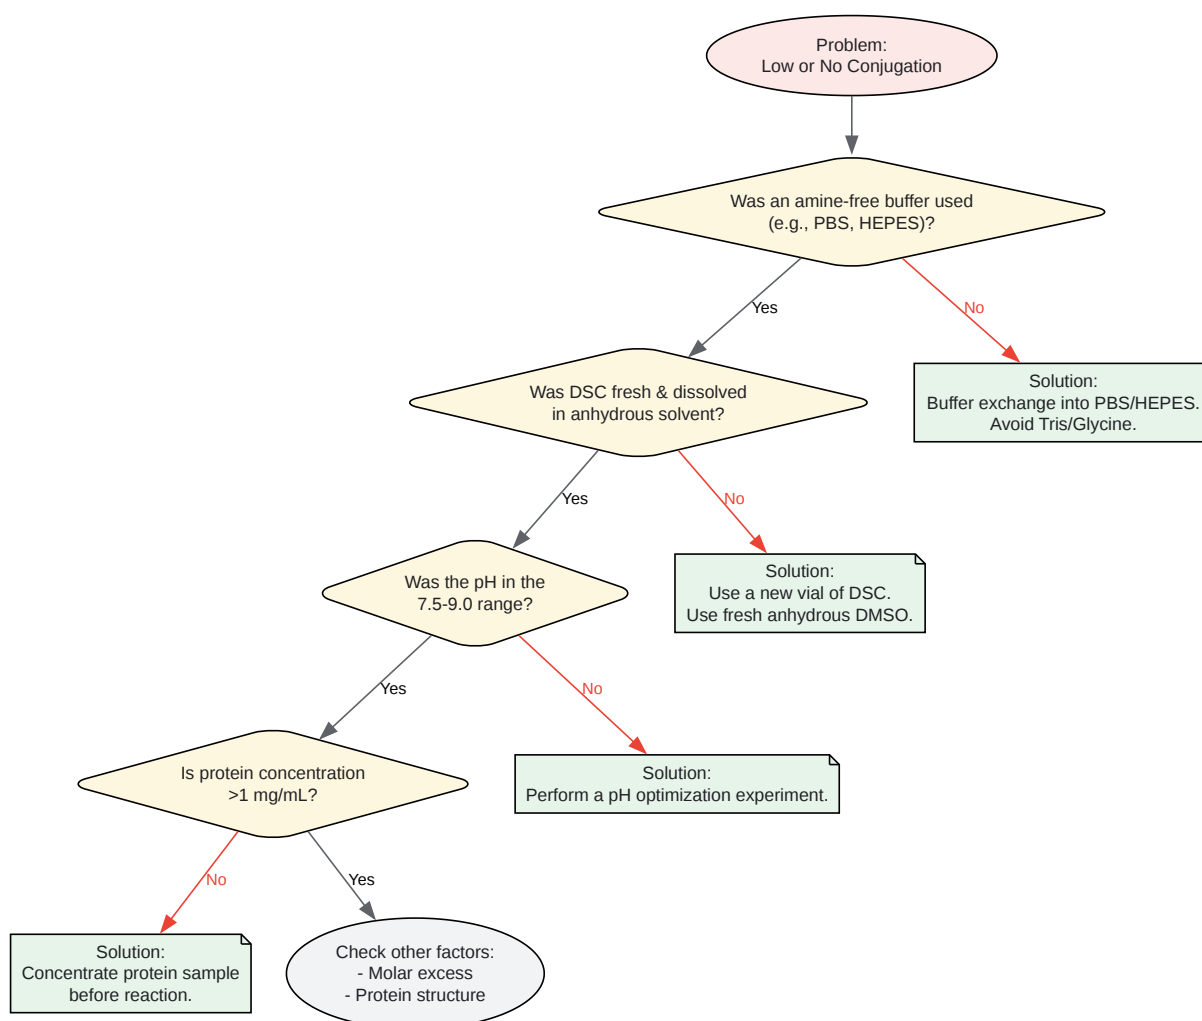 Problem:
Low or No Conjugation
Was an amine-free buffer used
(e.g., PBS, HEPES)?
Yes
No
Was DSC fresh & dissolved
in anhydrous solvent?
Solution:
Buffer exchange into PBS/HEPES.
Avoid Tris/Glycine.
Yes
No
Was the pH in the
7.5-9.0 range?
Solution:
Use a new vial of DSC.
Use fresh anhydrous DMSO.
Yes
No
Is protein concentration
>1 mg/mL?
Solution:
Perform a pH optimization experiment.
No
Yes
Solution:
Concentrate protein sample
before reaction.
Check other factors:
- Molar excess
- Protein structure